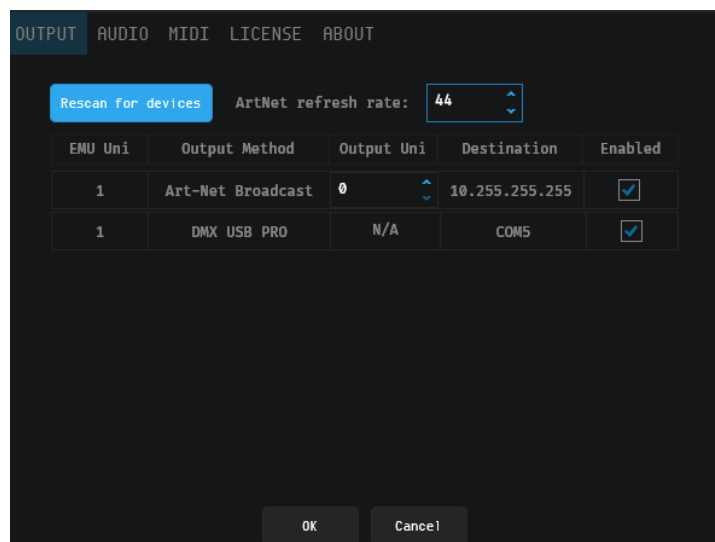 OUTPUT AUDIO MIDI LICENSE ABOUT
Rescan for devices ArtNet refresh rate: 44
EMU Uni Output Method Output Uni Destination Enabled
1 Art-Net Broadcast 0 10.255.255.255
1 DMX USB PRO N/A COM5
OK Cancel